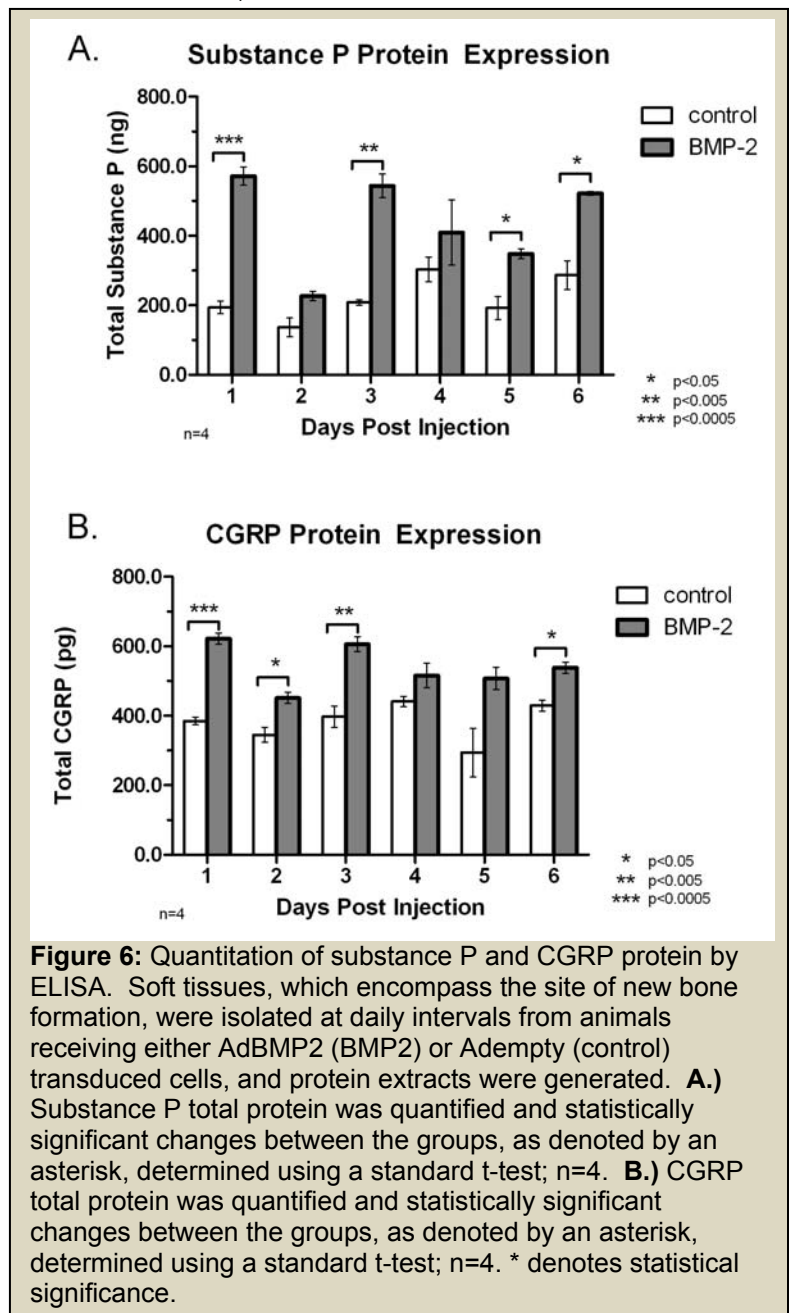 A.
Substance P Protein Expression
Total Substance P (ng)
800.0
600.0
400.0
200.0
0.0
*** ** * *
control
BMP-2
1 2 3 4 5 6
Days Post Injection
n=4
* p<0.05
** p<0.005
*** p<0.0005
B.
CGRP Protein Expression
Total CGRP (pg)
800.0
600.0
400.0
200.0
0.0
*** * ** *
control
BMP-2
1 2 3 4 5 6
Days Post Injection
n=4
* p<0.05
** p<0.005
*** p<0.0005
Figure 6: Quantitation of substance P and CGRP protein by
ELISA. Soft tissues, which encompass the site of new bone
formation, were isolated at daily intervals from animals
receiving either AdBMP2 (BMP2) or Adempty (control)
transduced cells, and protein extracts were generated. A.)
Substance P total protein was quantified and statistically
significant changes between the groups, as denoted by an
asterisk, determined using a standard t-test; n=4. B.) CGRP
total protein was quantified and statistically significant
changes between the groups, as denoted by an asterisk,
determined using a standard t-test; n=4. * denotes statistical
significance.